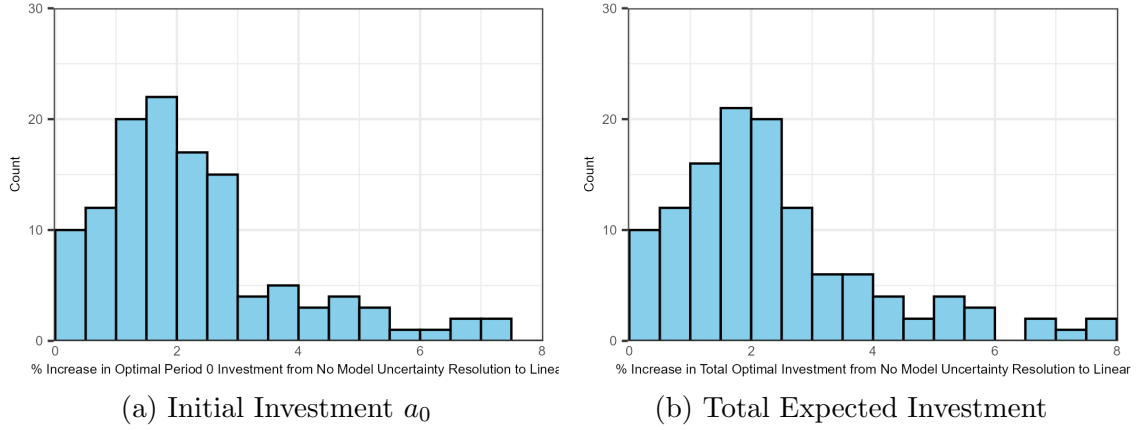 30
20
10
0
Count
0 2 4 6 8
% Increase in Optimal Period 0 Investment from No Model Uncertainty Resolution to Linea
(a) Initial Investment a₀
30
20
10
0
Count
0 2 4 6 8
% Increase in Total Optimal Investment from No Model Uncertainty Resolution to Linear
(b) Total Expected Investment